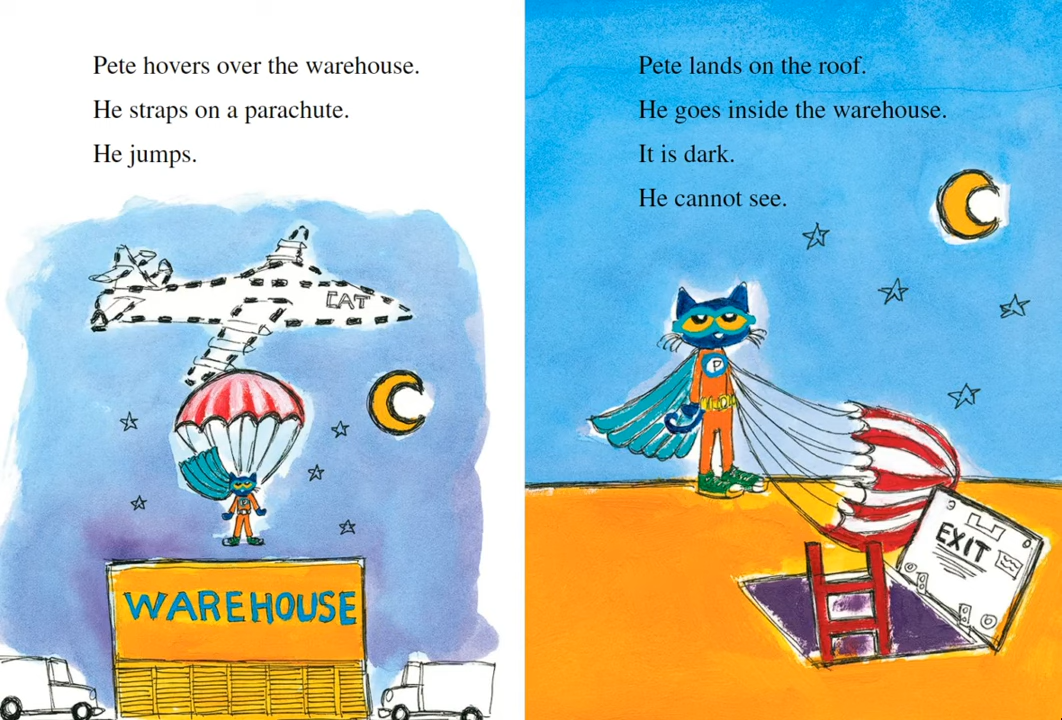 Pete hovers over the warehouse.
He straps on a parachute.
He jumps.
CAT
P
WAREHOUSE
Pete lands on the roof.
He goes inside the warehouse.
It is dark.
He cannot see.
P
EXIT